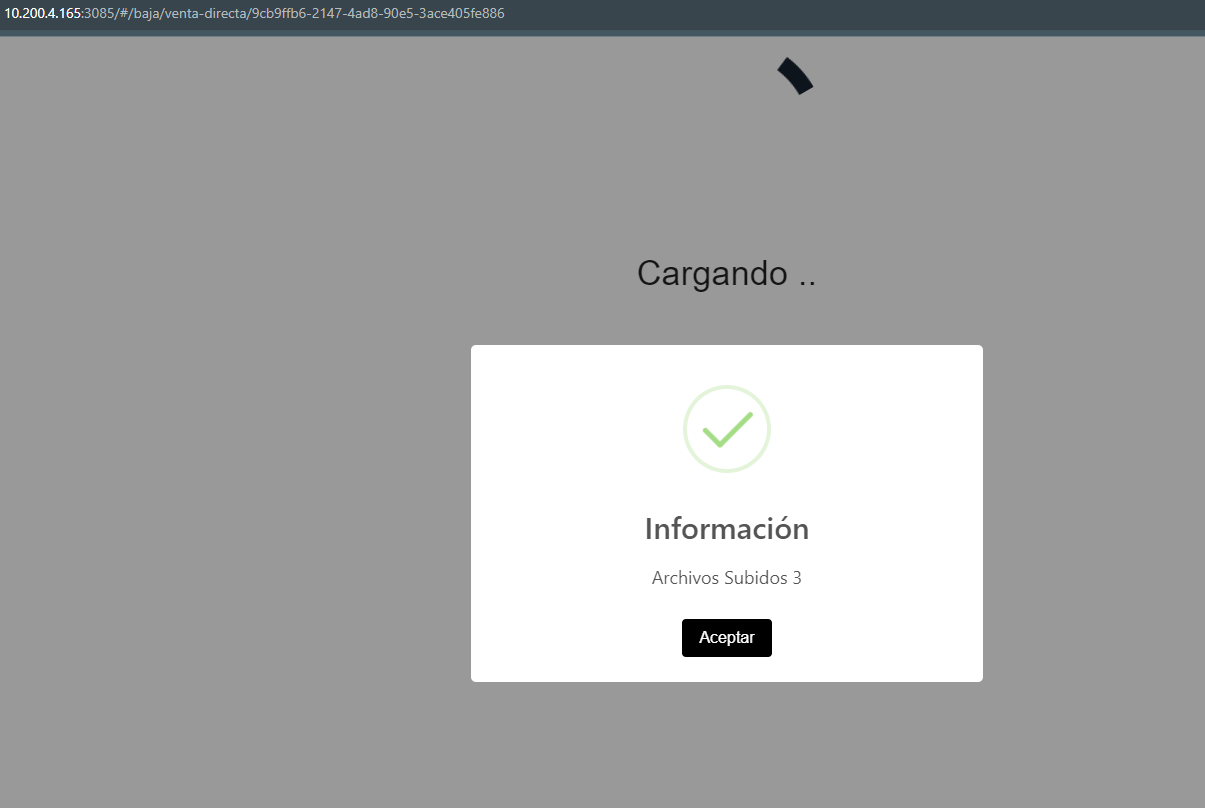 10.200.4.165:3085/#/baja/venta-directa/9cb9ffb6-2147-4ad8-90e5-3ace405fe886
Cargando ..
Información
Archivos Subidos 3
Aceptar